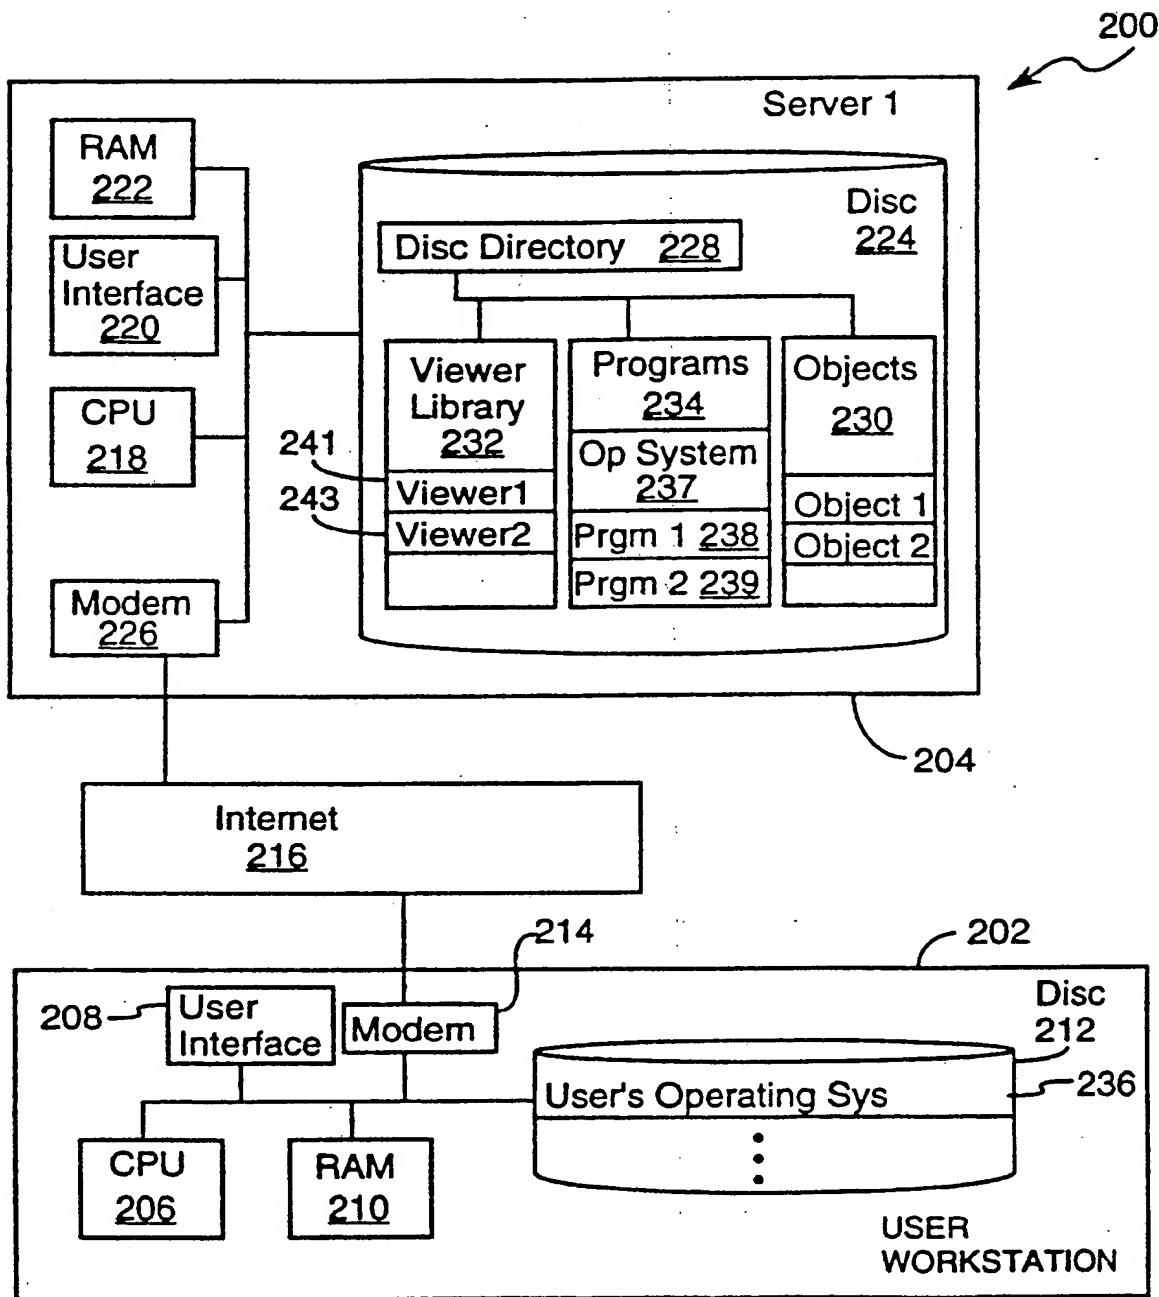 200
Server 1
RAM
222
User
Interface
220
CPU
218
Modem
226
Disc
224
Disc Directory 228
Viewer
Library
232
Viewer1
Viewer2
241
243
Programs
234
Op System
237
Prgm 1 238
Prgm 2 239
Objects
230
Object 1
Object 2
204
Internet
216
214
202
208
User
Interface
Modem
Disc
212
User's Operating Sys
236
CPU
206
RAM
210
USER
WORKSTATION